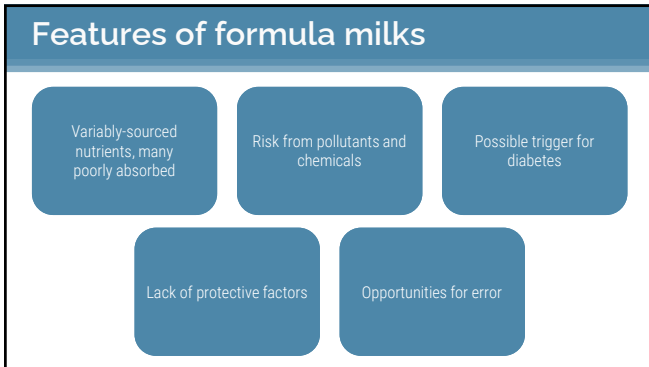 Features of formula milks
Variably-sourced
nutrients, many
poorly absorbed
Risk from pollutants and
chemicals
Possible trigger for
diabetes
Lack of protective factors
Opportunities for error